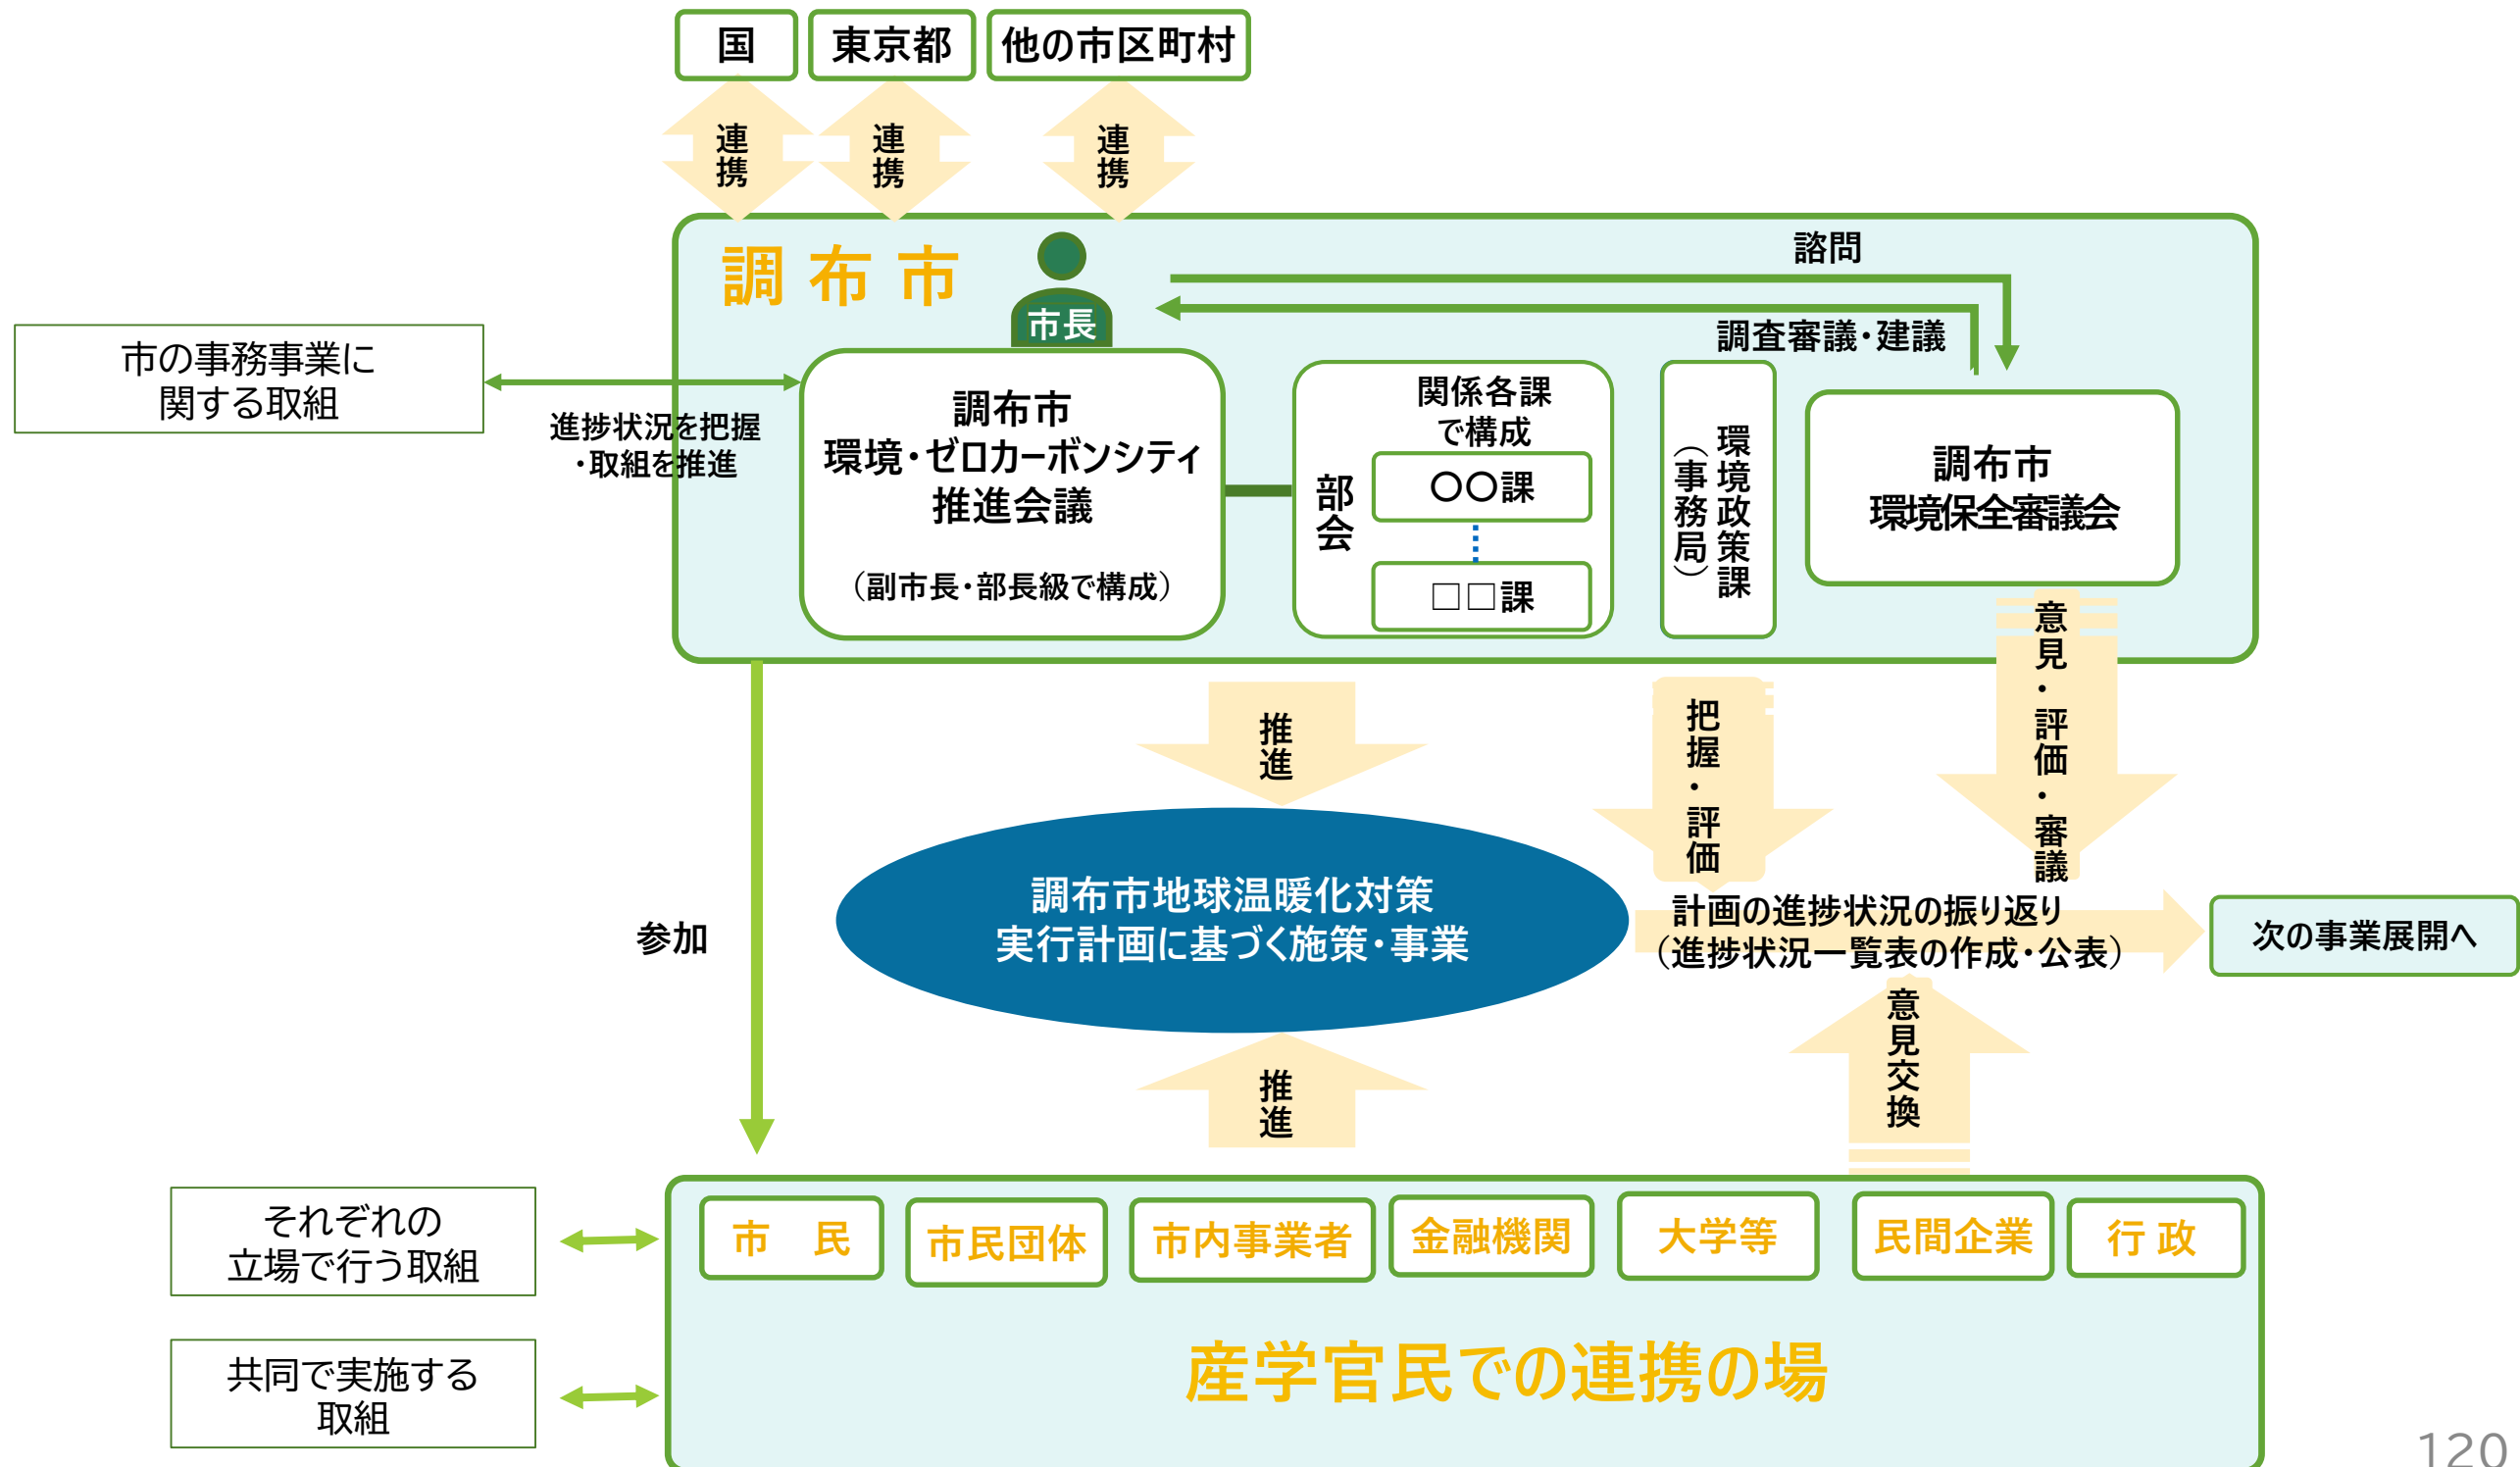 国
東京都
他の市区町村
連携
連携
連携
調布市
市長
諮問
調査審議・建議
市の事務事業に
関する取組
進捗状況を把握
・取組を推進
調布市
環境・ゼロカーボンシティ
推進会議
（副市長・部長級で構成）
部会
関係各課
で構成
〇〇課
□□課
環境政策課
（事務局）
調布市
環境保全審議会
推進
把握・評価
意見・評価・審議
調布市地球温暖化対策
実行計画に基づく施策・事業
計画の進捗状況の振り返り
（進捗状況一覧表の作成・公表）
次の事業展開へ
参加
推進
意見交換
それぞれの
立場で行う取組
共同で実施する
取組
市　民
市民団体
市内事業者
金融機関
大学等
民間企業
行 政
産学官民での連携の場
120